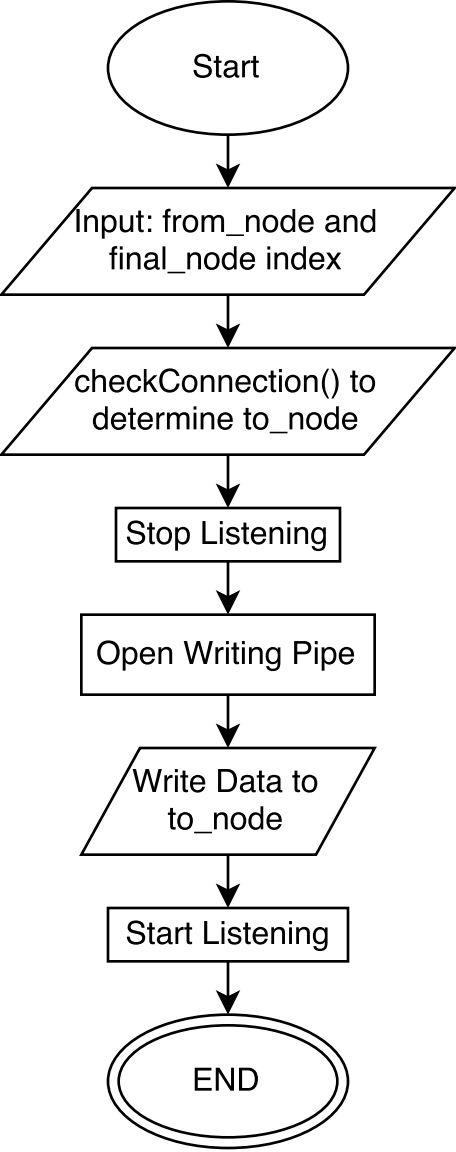 Start
Input: from_node and
final_node index
checkConnection() to
determine to_node
Stop Listening
Open Writing Pipe
Write Data to
to_node
Start Listening
END